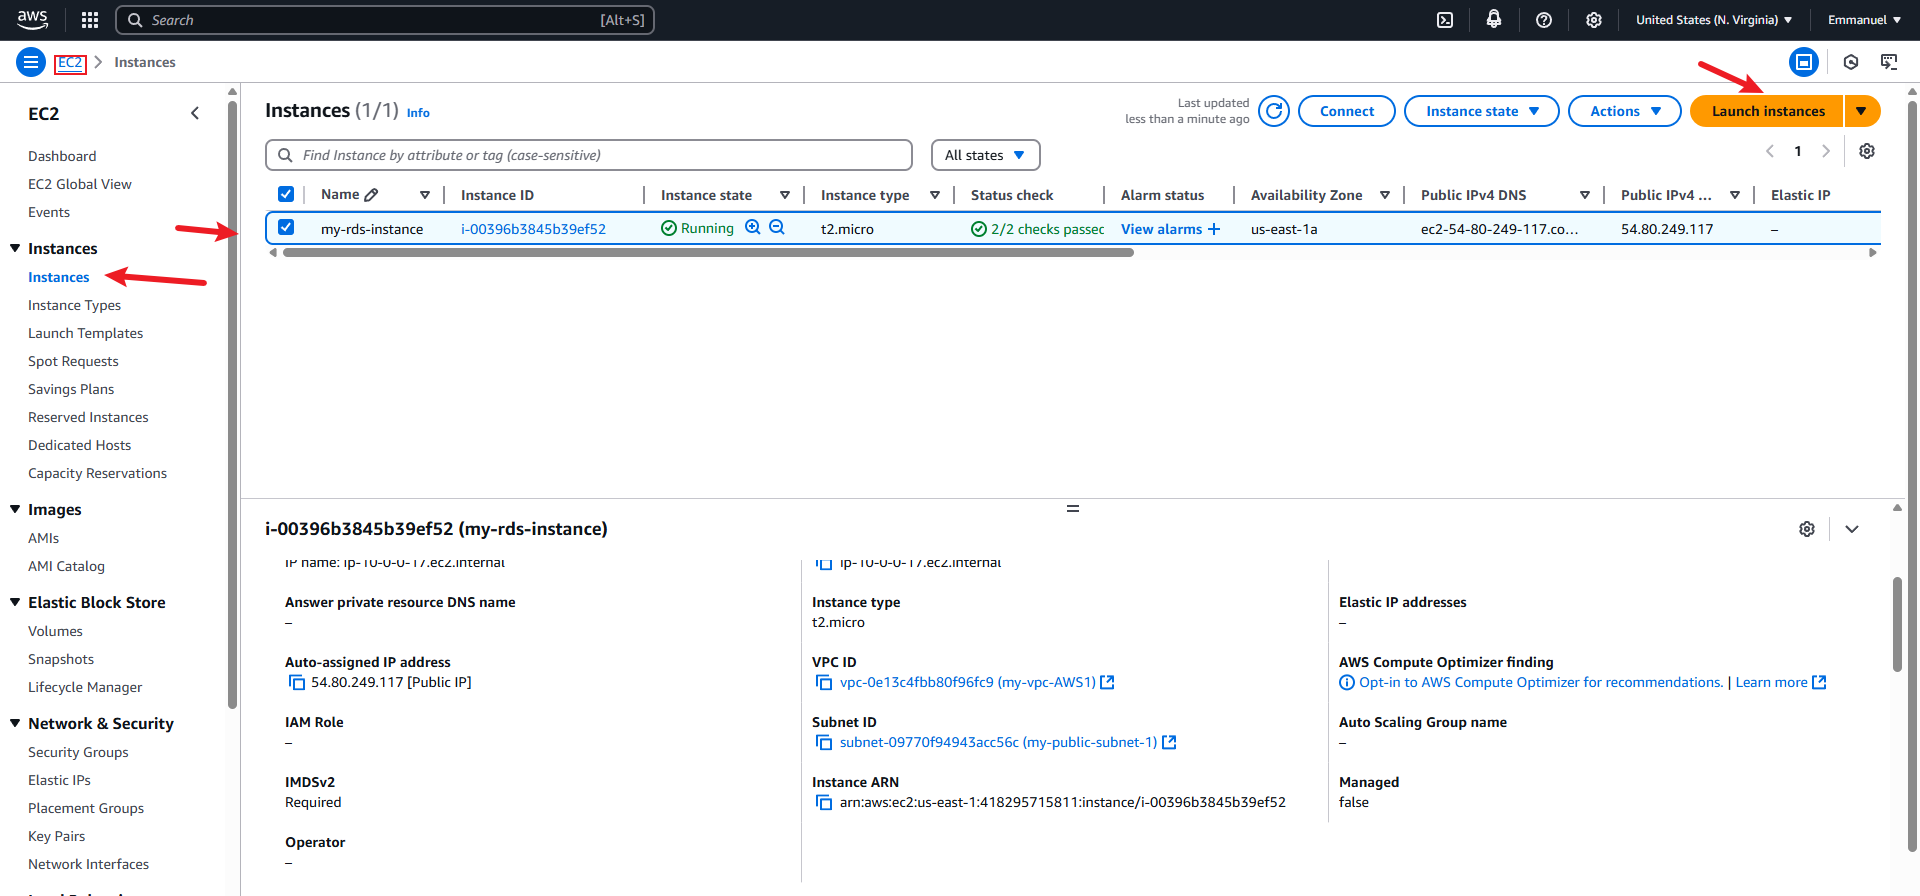 aws
Search [Alt+S]
United States (N. Virginia)
Emmanuel
EC2 Instances
EC2
Dashboard
EC2 Global View
Events
Instances
Instances
Instance Types
Launch Templates
Spot Requests
Savings Plans
Reserved Instances
Dedicated Hosts
Capacity Reservations
Images
AMIs
AMI Catalog
Elastic Block Store
Volumes
Snapshots
Lifecycle Manager
Network & Security
Security Groups
Elastic IPs
Placement Groups
Key Pairs
Network Interfaces
Instances (1/1) Info
Last updated
less than a minute ago
Connect
Instance state
Actions
Launch instances
Find Instance by attribute or tag (case-sensitive)
All states
1
Name Instance ID Instance state Instance type Status check Alarm status Availability Zone Public IPv4 DNS Public IPv4 ... Elastic IP
my-rds-instance i-00396b3845b39ef52 Running t2.micro 2/2 checks passec View alarms + us-east-1a ec2-54-80-249-117.co... 54.80.249.117 –
i-00396b3845b39ef52 (my-rds-instance)
IP name: ip-10-0-0-17.ec2.internal
ip-10-0-0-17.ec2.internal
Answer private resource DNS name
–
Instance type
t2.micro
Elastic IP addresses
–
Auto-assigned IP address
54.80.249.117 [Public IP]
VPC ID
vpc-0e13c4fbb80f96fc9 (my-vpc-AWS1)
AWS Compute Optimizer finding
Opt-in to AWS Compute Optimizer for recommendations. | Learn more
IAM Role
–
Subnet ID
subnet-09770f94943acc56c (my-public-subnet-1)
Auto Scaling Group name
–
IMDSv2
Required
Instance ARN
arn:aws:ec2:us-east-1:418295715811:instance/i-00396b3845b39ef52
Managed
false
Operator
–